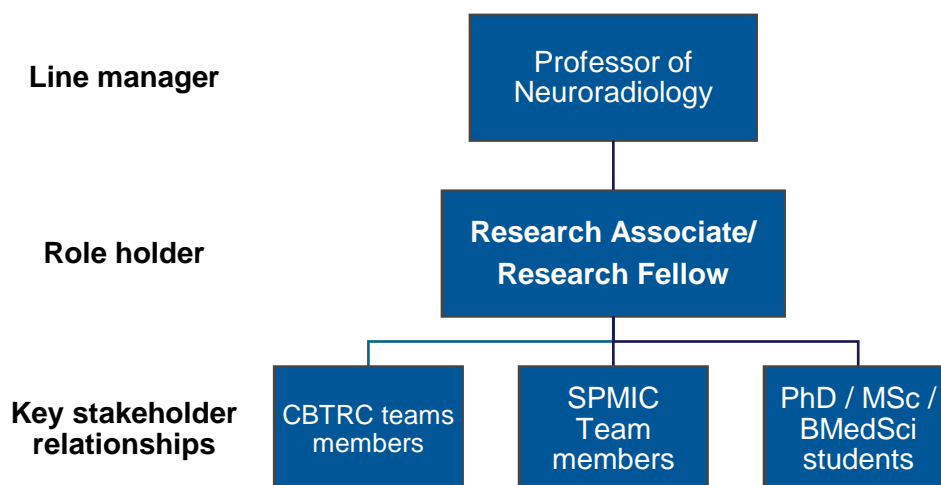 Line manager
Professor of
Neuroradiology
Role holder
Research Associate/
Research Fellow
Key stakeholder
relationships
CBTRC teams
members
SPMIC
Team
members
PhD / MSc /
BMedSci
students